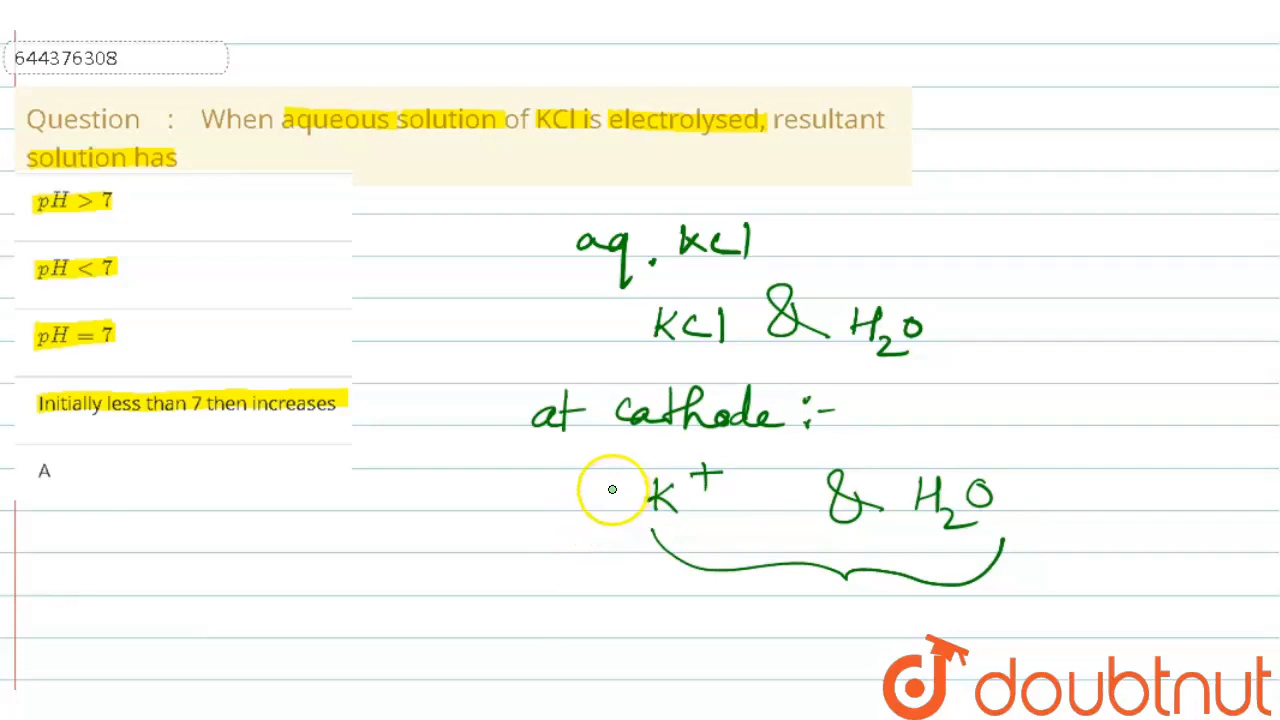 644376308
Question : When aqueous solution of KCl is electrolysed, resultant
solution has
pH > 7
pH < 7
pH = 7
Initially less than 7 then increases
A
aq. KCl
KCl & H2O
at cathode :-
K+ & H2O
doubtnut